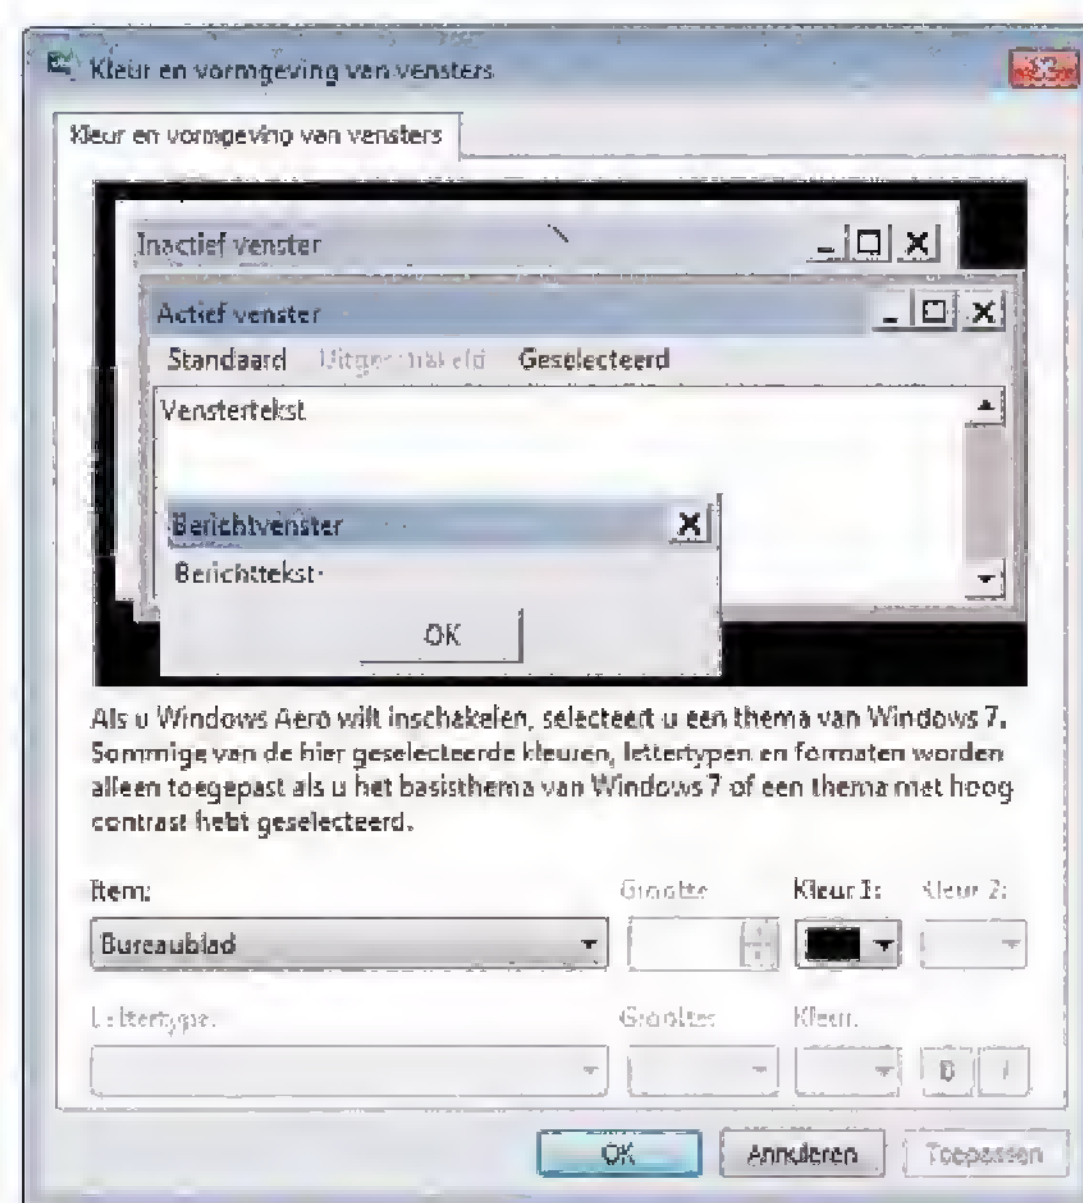 Kleur en vormgeving van vensters
Kleur en vormgeving van vensters
Inactief venster
Actief venster
Standaard Uitgeschakeld Geselecteerd
Venstertekst
Berichtvenster
Berichttekst
OK
Als u Windows Aero wilt inschakelen, selecteert u een thema van Windows 7.
Sommige van de hier geselecteerde kleuren, lettertypen en formaten worden
alleen toegepast als u het basisthema van Windows 7 of een thema met hoog
contrast hebt geselecteerd.
Item: Grootte: Kleur 1: Kleur 2:
Bureaublad
Lettertype: Grootte: Kleur:
B I
OK Annuleren Toepassen